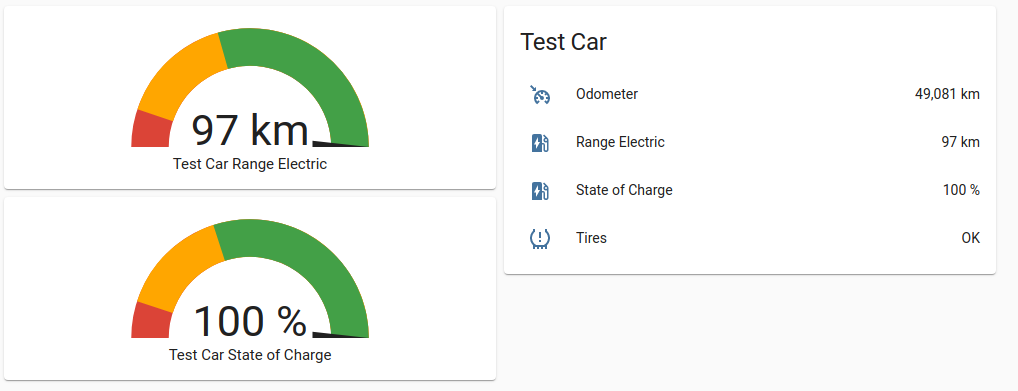 97 km
Test Car Range Electric
100 %
Test Car State of Charge
Test Car
Odometer 49,081 km
Range Electric 97 km
State of Charge 100 %
Tires OK